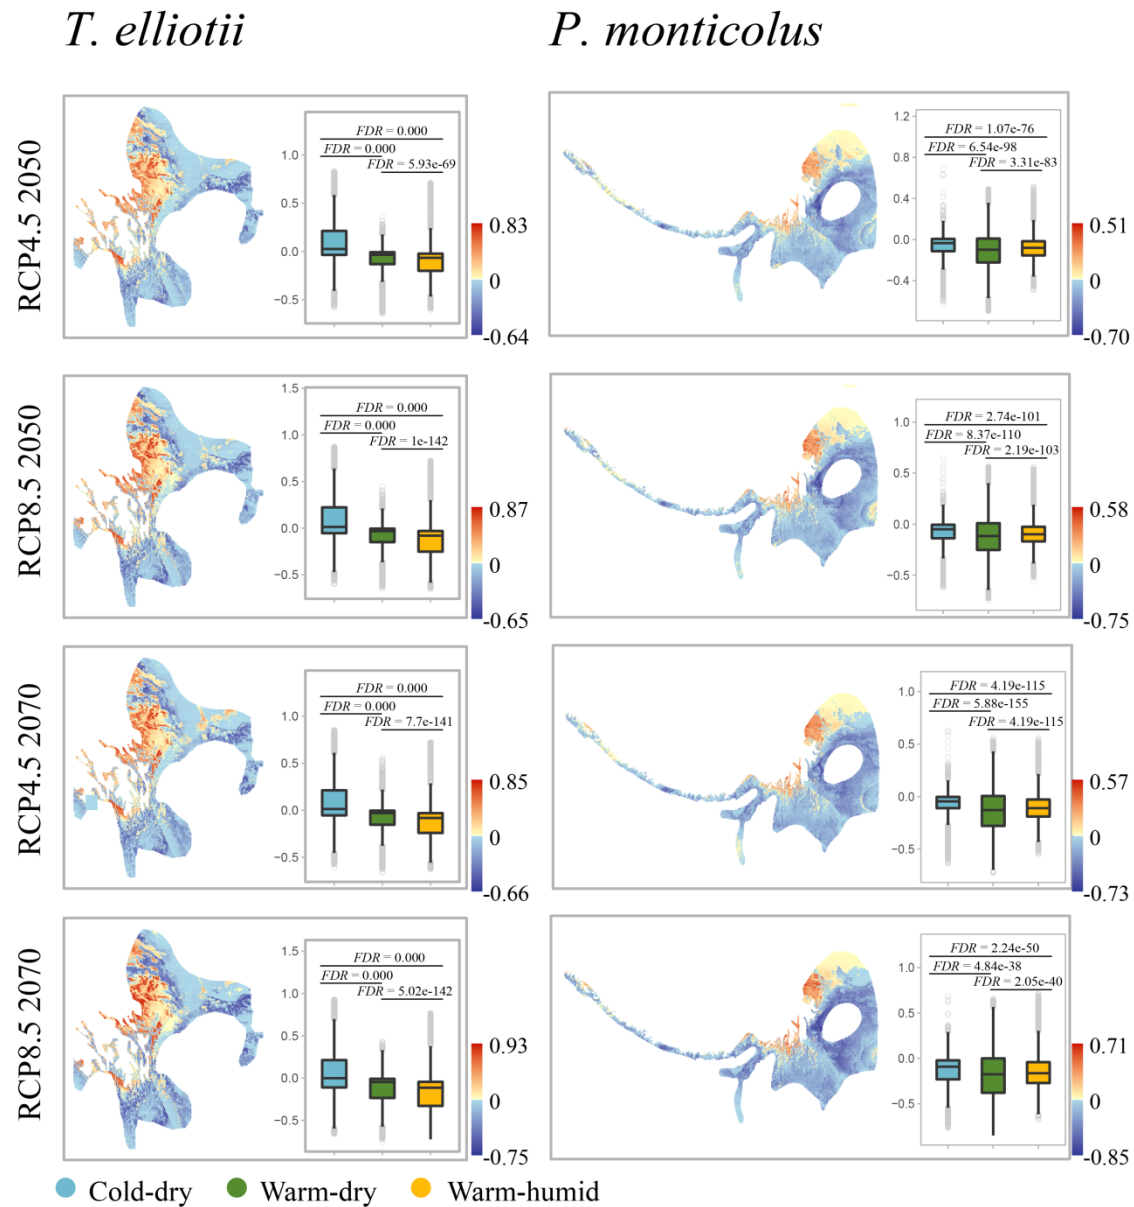 T. elliotii
P. monticolus
RCP4.5 2050
FDR = 0.000
FDR = 0.000
FDR = 5.93e-69
1.0
0.5
0.0
−0.5
0.83
0
-0.64
1.2
FDR = 1.07e-76
FDR = 6.54e-98
FDR = 3.31e-83
0.8
0.4
0.0
−0.4
0.51
0
-0.70
RCP8.5 2050
1.5
FDR = 0.000
FDR = 0.000
FDR = 1e-142
1.0
0.5
0.0
−0.5
0.87
0
-0.65
FDR = 2.74e-101
FDR = 8.37e-110
FDR = 2.19e-103
1.0
0.5
0.0
−0.5
0.58
0
-0.75
RCP4.5 2070
FDR = 0.000
FDR = 0.000
FDR = 7.7e-141
1.0
0.5
0.0
−0.5
0.85
0
-0.66
FDR = 4.19e-115
FDR = 5.88e-155
FDR = 4.19e-115
1.0
0.5
0.0
−0.5
0.57
0
-0.73
RCP8.5 2070
1.5
FDR = 0.000
FDR = 0.000
FDR = 5.02e-142
1.0
0.5
0.0
−0.5
0.93
0
-0.75
FDR = 2.24e-50
FDR = 4.84e-38
FDR = 2.05e-40
1.0
0.5
0.0
−0.5
0.71
0
-0.85
Cold-dry
Warm-dry
Warm-humid